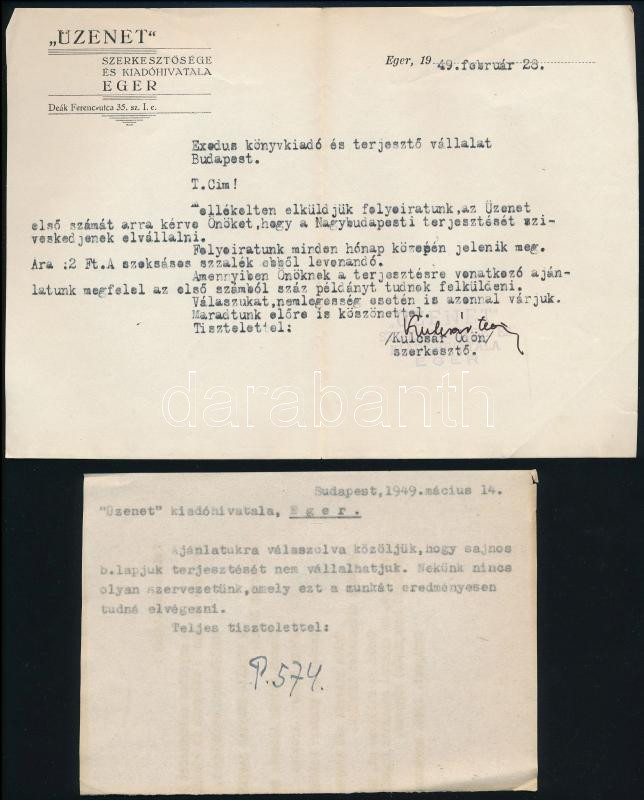 „ÜZENET“
SZERKESZTŐSÉGE
ÉS KIADÓHIVATALA
EGER
Deák Ferenc-utca 35. sz. I. e.
Eger, 1949.február 28.
Exodus könyvkiadó és terjesztő vállalat
Budapest.
T.Cim!
ellékelten elküldjük folyoiratunk,az Üzenet
első számát arra kérve Önöket,hogy a Nagybudapesti terjesztését szi-
veskedjenek elvállalni.
Folyoiratunk minden hónap közepén jelenik meg.
Ara :2 Ft.A szokásos szzalék ebből levonandó.
Amennyiben Önöknek a terjesztésre vonatkozó aján-
latunk megfelel az első számból száz példányt tudnok felküldeni.
Válaszukat,nemlegesség esetén is azonnal várjuk.
Maradtunk előre is köszönettel.
Tisztelettel:
/Kulcsár Ödön/
szerkesztő.
EGER
darabanth
Budapest,1949.mácius 14.
"Üzenet" kiadóhivatala, Eger.
Ajánlatukra válaszolva közöljük,hogy sajnos
b.lapjuk terjesztését nem vállalhatjuk. Nekünk nincs
olyan szervezetünk,amely ezt a munkát eredményesen
tudná elvégezni.
Teljes tisztelettel:
P.574.